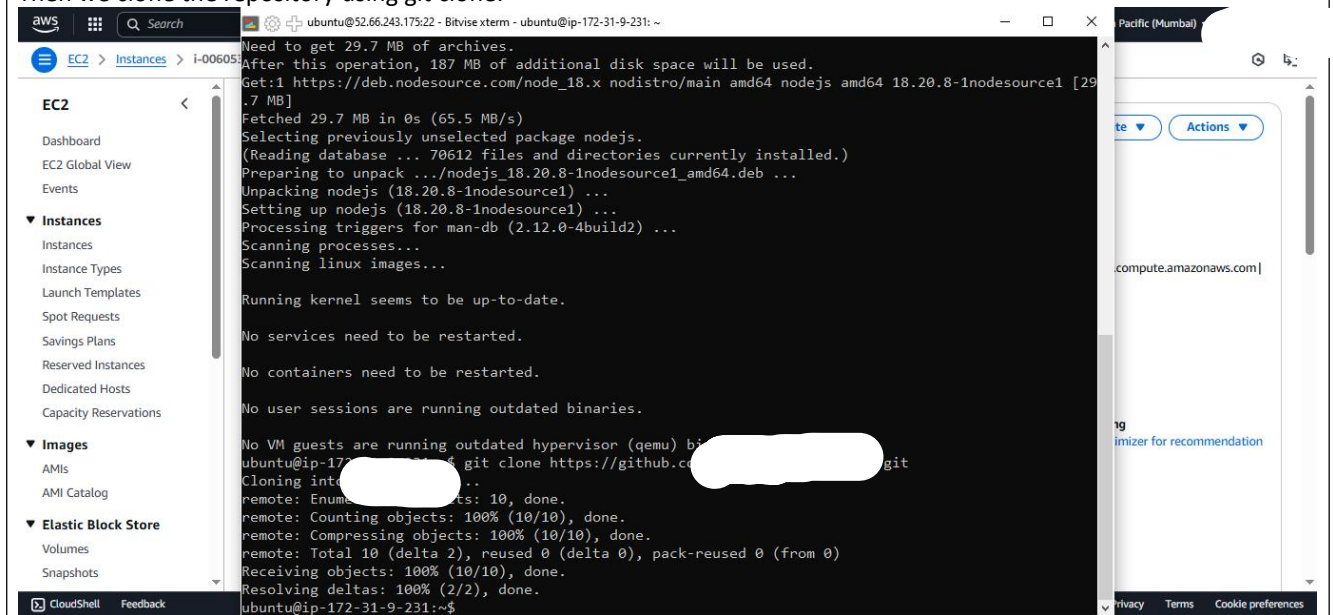 Then we clone the repository using git clone.
aws
Search
ubuntu@52.66.243.175:22 - Bitvise xterm - ubuntu@ip-172-31-9-231: ~
Pacific (Mumbai)
EC2 > Instances > i-00605
EC2
Dashboard
EC2 Global View
Events
Instances
Instances
Instance Types
Launch Templates
Spot Requests
Savings Plans
Reserved Instances
Dedicated Hosts
Capacity Reservations
Images
AMIs
AMI Catalog
Elastic Block Store
Volumes
Snapshots
CloudShell Feedback
Need to get 29.7 MB of archives.
After this operation, 187 MB of additional disk space will be used.
Get:1 https://deb.nodesource.com/node_18.x nodistro/main amd64 nodejs amd64 18.20.8-1nodesource1 [29
.7 MB]
Fetched 29.7 MB in 0s (65.5 MB/s)
Selecting previously unselected package nodejs.
(Reading database ... 70612 files and directories currently installed.)
Preparing to unpack .../nodejs_18.20.8-1nodesource1_amd64.deb ...
Unpacking nodejs (18.20.8-1nodesource1) ...
Setting up nodejs (18.20.8-1nodesource1) ...
Processing triggers for man-db (2.12.0-4build2) ...
Scanning processes...
Scanning linux images...
Running kernel seems to be up-to-date.
No services need to be restarted.
No containers need to be restarted.
No user sessions are running outdated binaries.
No VM guests are running outdated hypervisor (qemu) bi
ubuntu@ip-172 $ git clone https://github.c git
Cloning into ..
remote: Enume ts: 10, done.
remote: Counting objects: 100% (10/10), done.
remote: Compressing objects: 100% (10/10), done.
remote: Total 10 (delta 2), reused 0 (delta 0), pack-reused 0 (from 0)
Receiving objects: 100% (10/10), done.
Resolving deltas: 100% (2/2), done.
ubuntu@ip-172-31-9-231:~$
te Actions
.compute.amazonaws.com |
ng
imizer for recommendation
Privacy Terms Cookie preferences